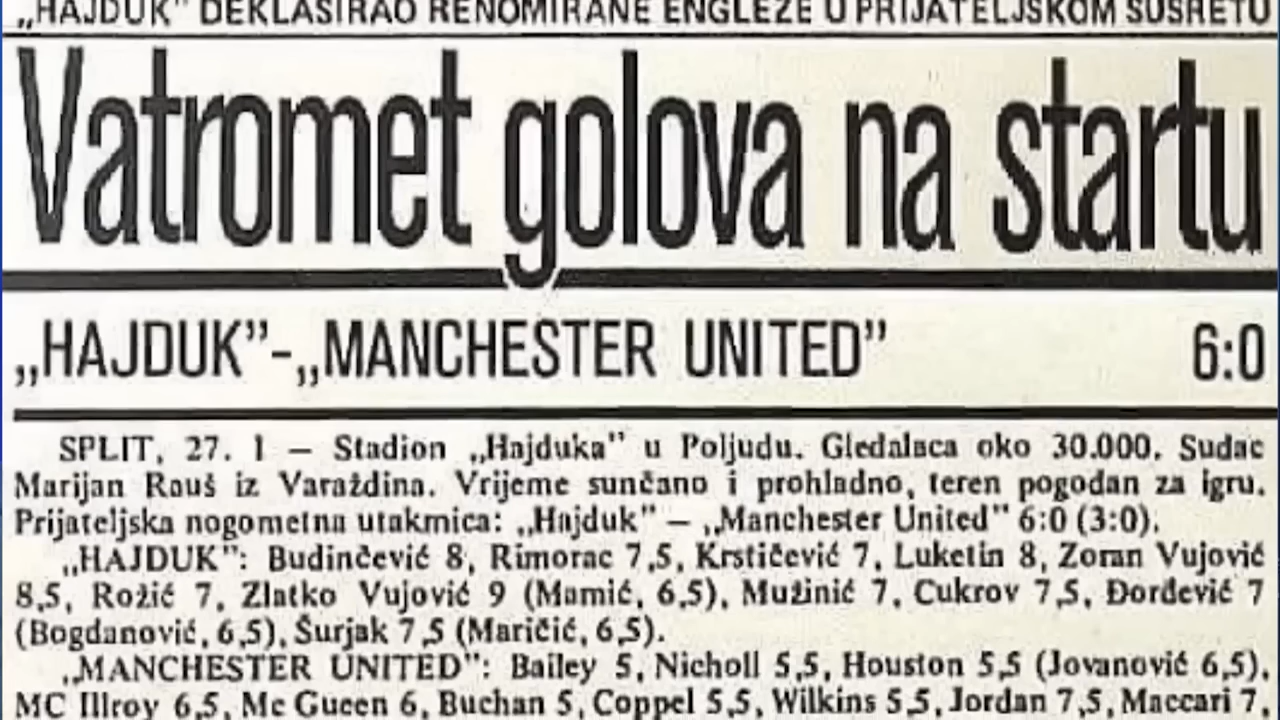 „HAJDUK” DEKLASIRAO RENOMIRANE ENGLEZE U PRIJATELJSKOM SUSRETU
Vatromet golova na startu
„HAJDUK”-„MANCHESTER UNITED” 6:0
SPLIT, 27. 1 — Stadion „Hajduka” u Poljudu. Gledalaca oko 30.000. Sudac
Marijan Rauš iz Varaždina. Vrijeme sunčano i prohladno, teren pogodan za igru.
Prijateljska nogometna utakmica: „Hajduk” — „Manchester United” 6:0 (3:0).
„HAJDUK”: Budinčević 8, Rimorac 7,5, Krstičević 7, Luketin 8, Zoran Vujović
8,5, Rožić 7, Zlatko Vujović 9 (Mamić, 6,5), Mužinić 7, Cukrov 7,5, Đorđević 7
(Bogdanović, 6,5), Šurjak 7,5 (Maričić, 6,5).
„MANCHESTER UNITED”: Bailey 5, Nicholl 5,5, Houston 5,5 (Jovanović 6,5),
MC Illroy 6,5, Mc Gueen 6, Buchan 5, Coppel 5,5, Wilkins 5,5, Jordan 7,5, Maccari 7,